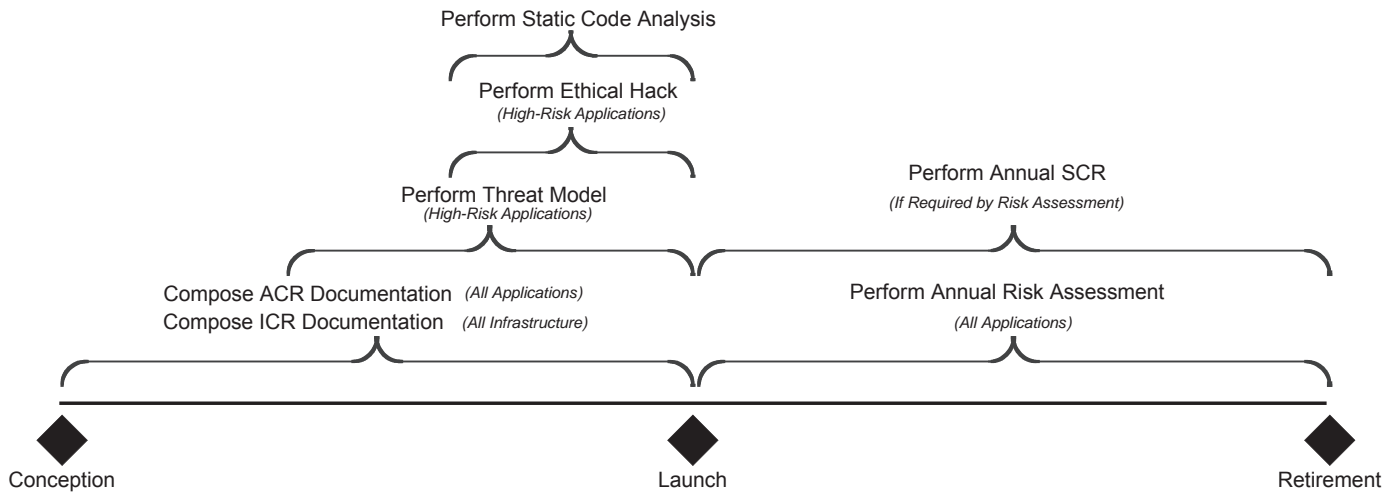 Perform Static Code Analysis
Perform Ethical Hack
(High-Risk Applications)
Perform Threat Model
(High-Risk Applications)
Perform Annual SCR
(If Required by Risk Assessment)
Compose ACR Documentation (All Applications)
Compose ICR Documentation (All Infrastructure)
Perform Annual Risk Assessment
(All Applications)
Conception
Launch
Retirement